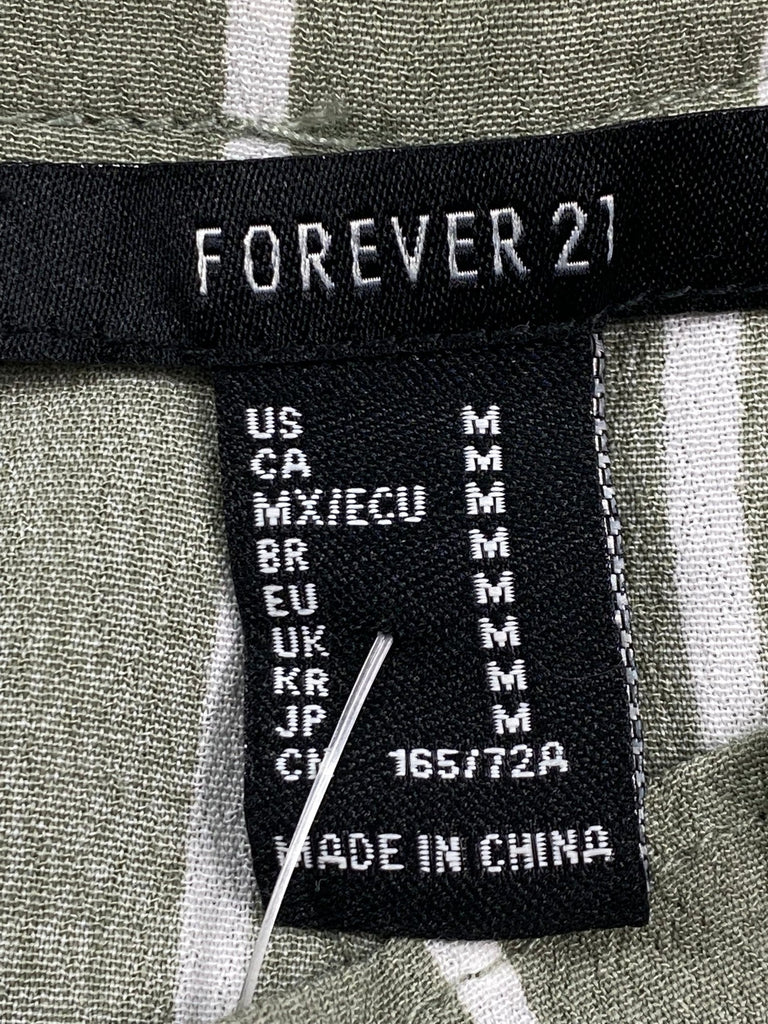 FOREVER 21
US M
CA M
MX/ECU M
BR M
EU M
UK M
KR M
JP M
CN 165/72A
MADE IN CHINA